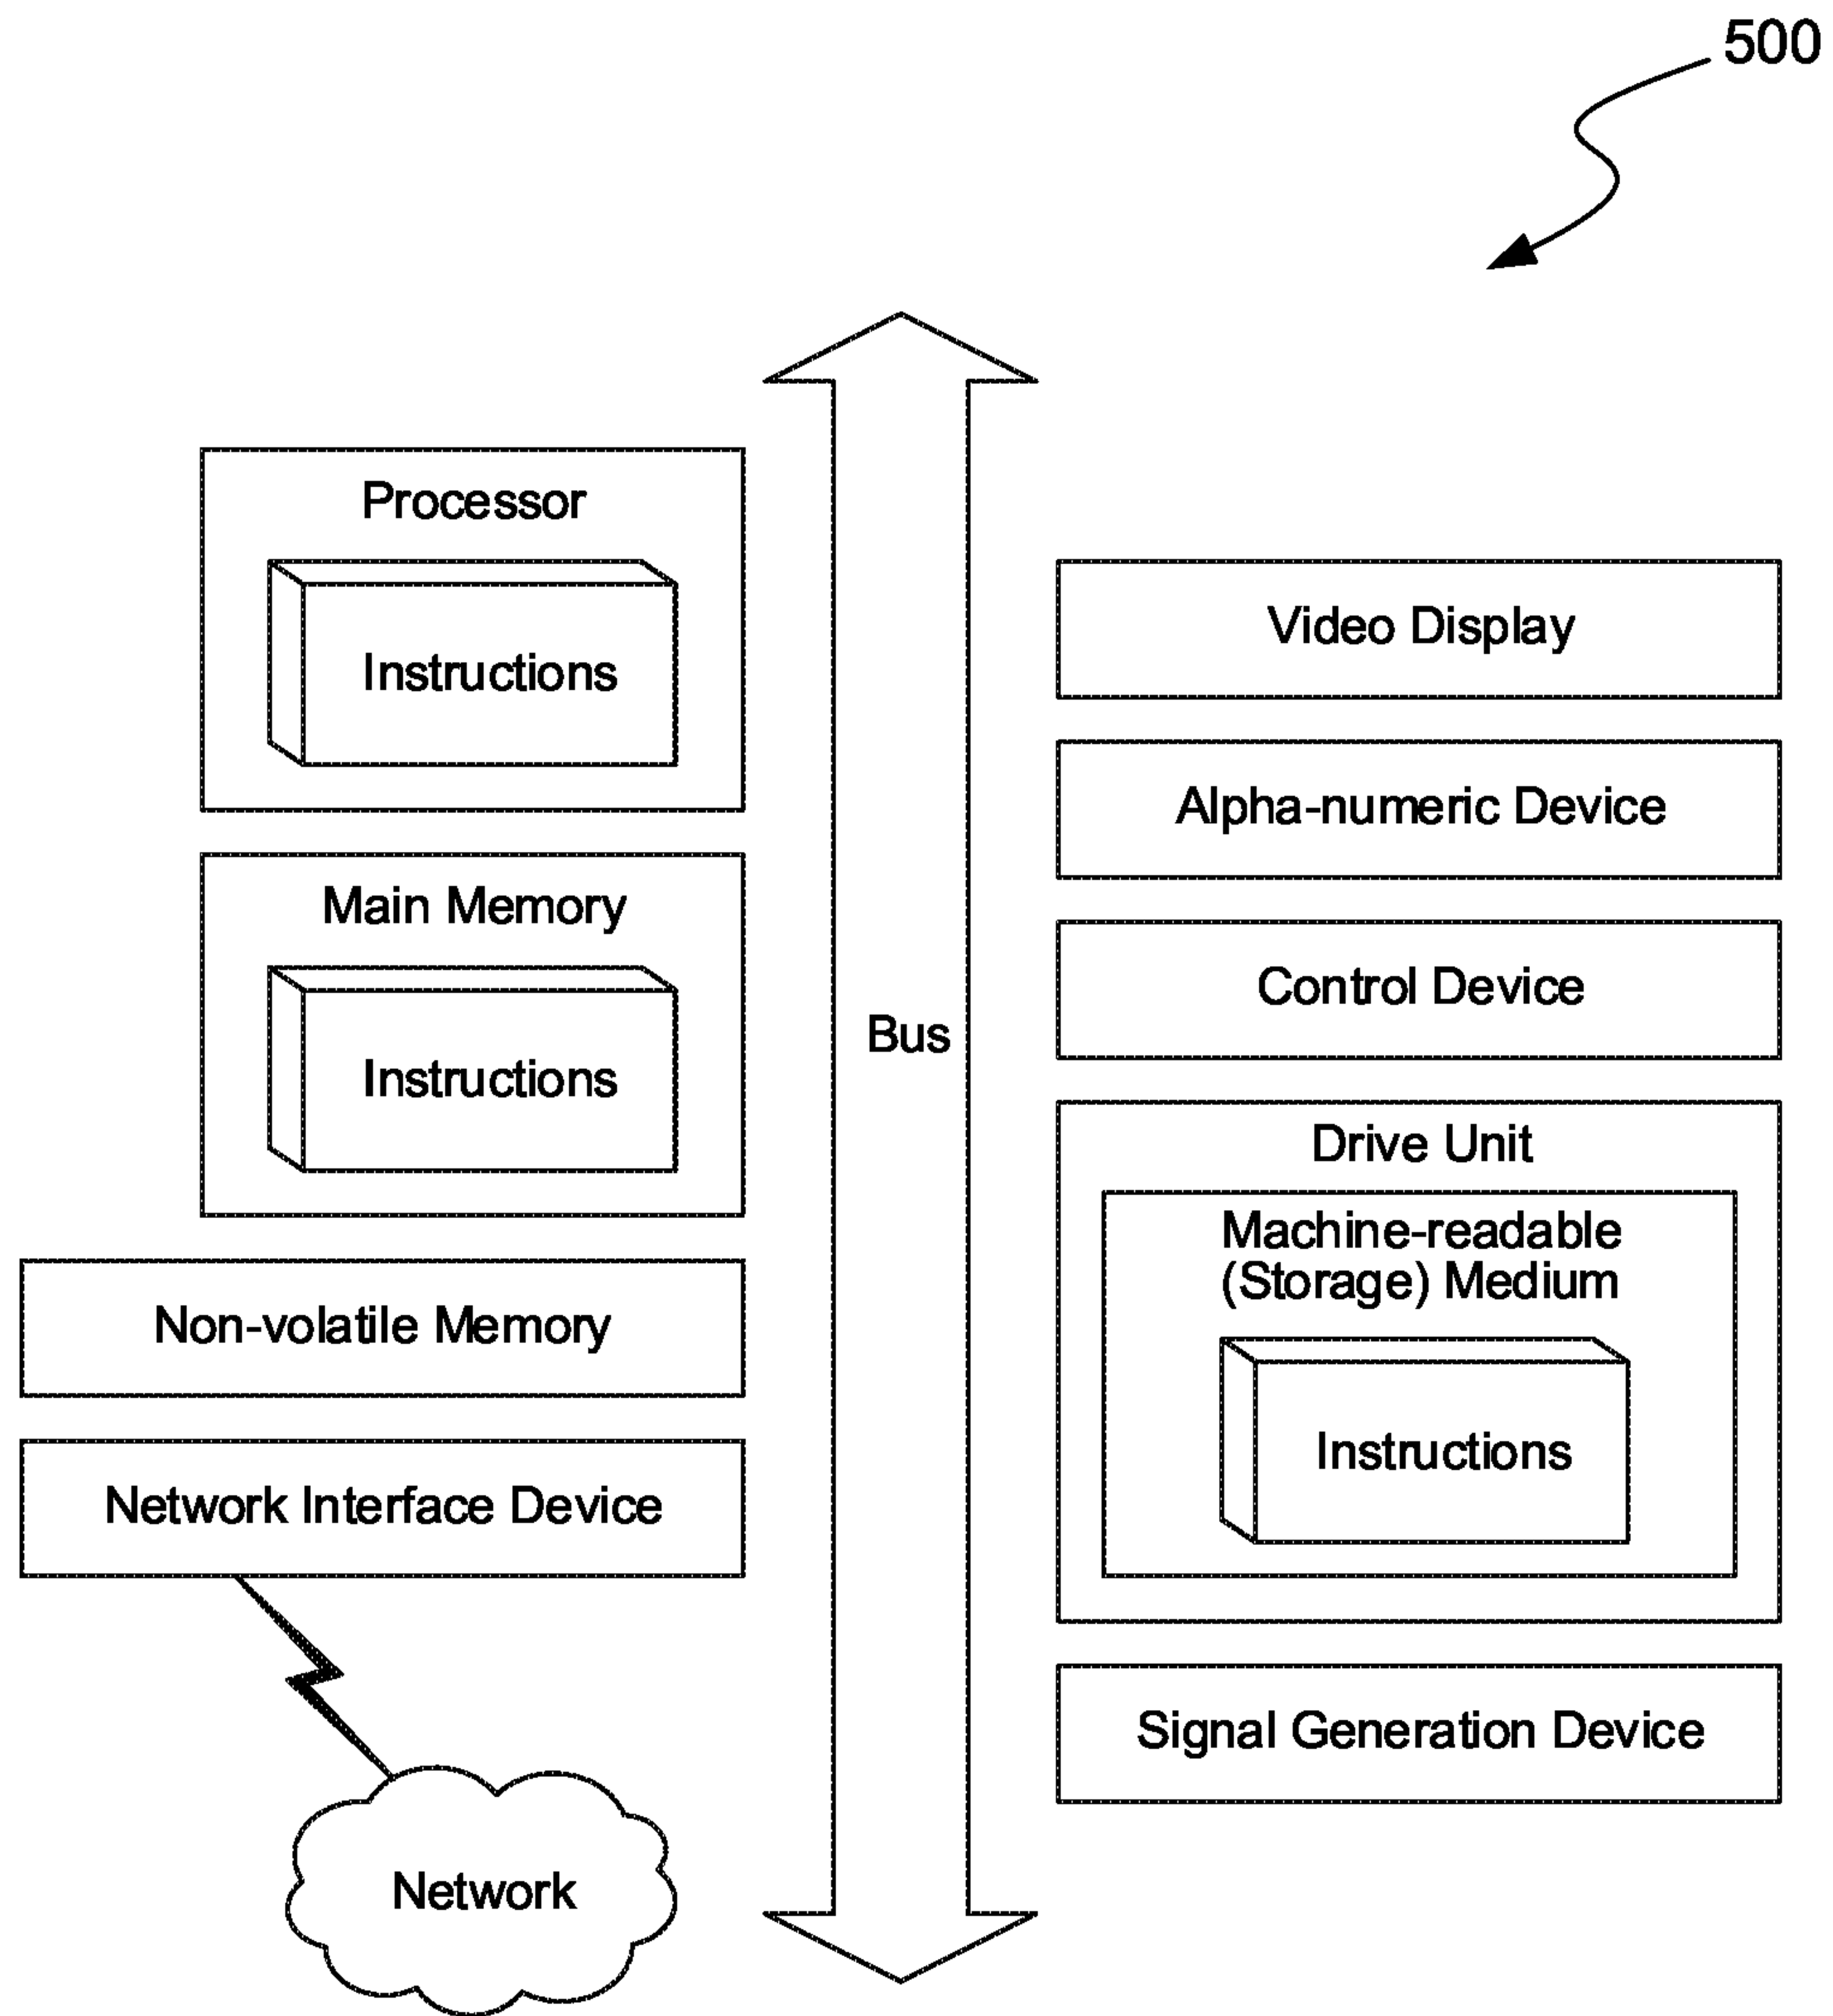 500
Processor
Instructions
Main Memory
Instructions
Non-volatile Memory
Network Interface Device
Network
Bus
Video Display
Alpha-numeric Device
Control Device
Drive Unit
Machine-readable
(Storage) Medium
Instructions
Signal Generation Device